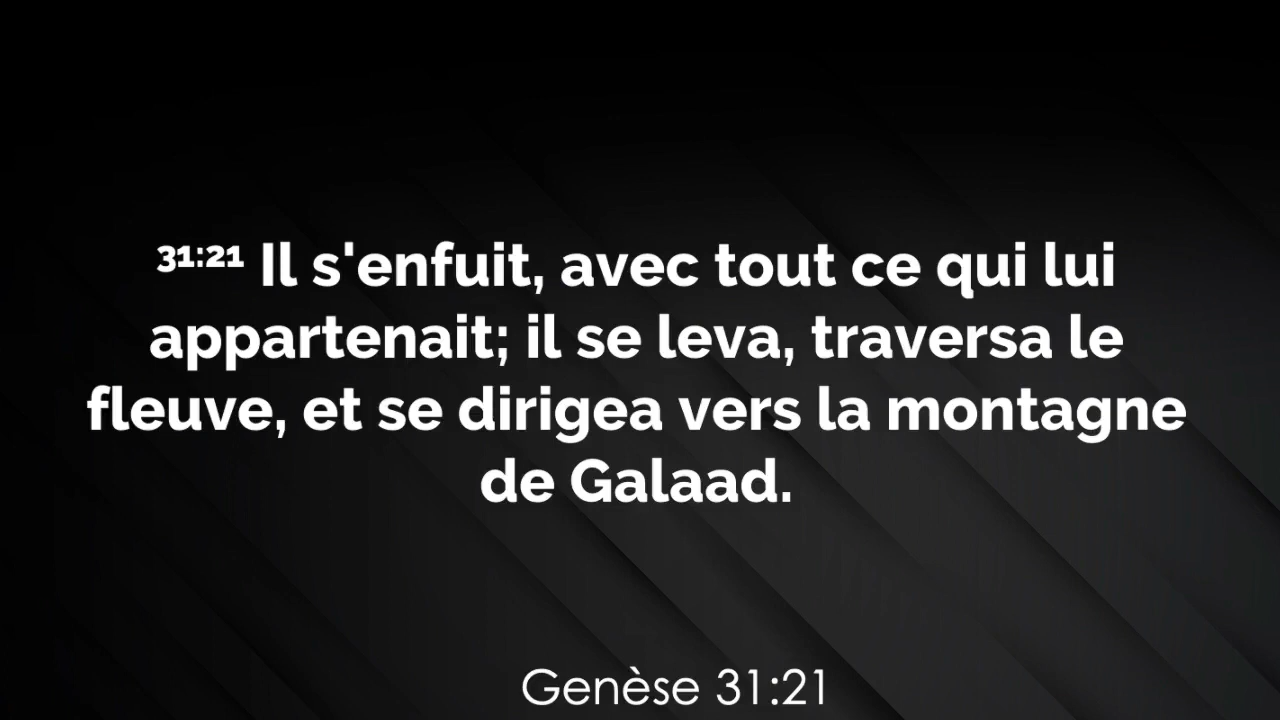 31:21 Il s'enfuit, avec tout ce qui lui
appartenait; il se leva, traversa le
fleuve, et se dirigea vers la montagne
de Galaad.
Genèse 31:21